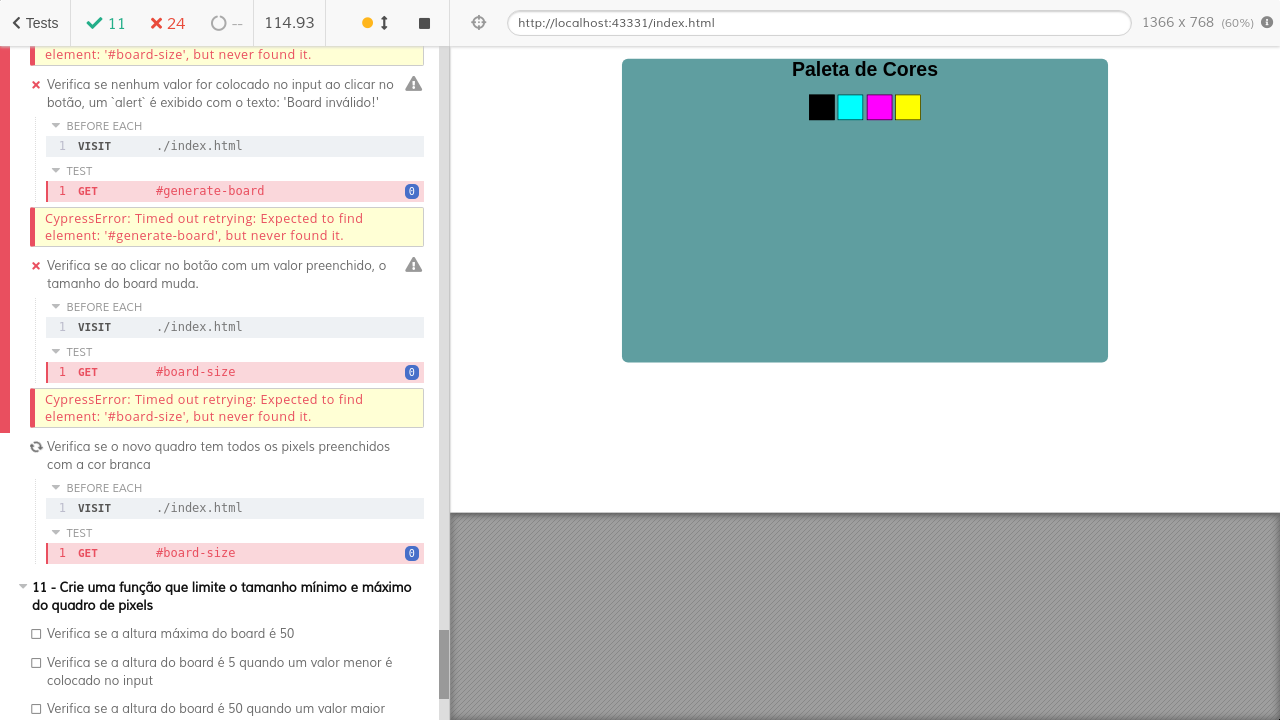 Tests
11
24
--
114.93
http://localhost:43331/index.html
1366 x 768 (60%)
element: '#board-size', but never found it.
Verifica se nenhum valor for colocado no input ao clicar no
botão, um `alert` é exibido com o texto: 'Board inválido!'
BEFORE EACH
1 VISIT ./index.html
TEST
1 GET #generate-board 0
CypressError: Timed out retrying: Expected to find
element: '#generate-board', but never found it.
Verifica se ao clicar no botão com um valor preenchido, o
tamanho do board muda.
BEFORE EACH
1 VISIT ./index.html
TEST
1 GET #board-size 0
CypressError: Timed out retrying: Expected to find
element: '#board-size', but never found it.
Verifica se o novo quadro tem todos os pixels preenchidos
com a cor branca
BEFORE EACH
1 VISIT ./index.html
TEST
1 GET #board-size 0
11 - Crie uma função que limite o tamanho mínimo e máximo
do quadro de pixels
Verifica se a altura máxima do board é 50
Verifica se a altura do board é 5 quando um valor menor é
colocado no input
Verifica se a altura do board é 50 quando um valor maior
Paleta de Cores